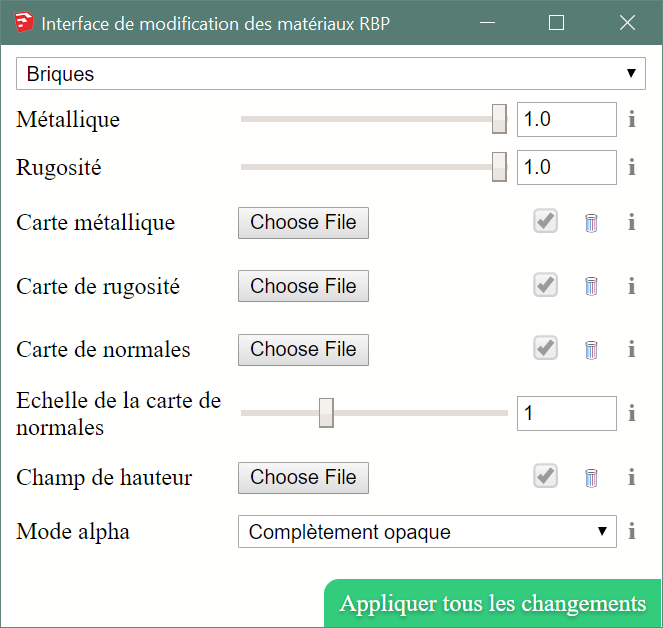 Interface de modification des matériaux RBP
Briques
Métallique 1.0 i
Rugosité 1.0 i
Carte métallique Choose File i
Carte de rugosité Choose File i
Carte de normales Choose File i
Echelle de la carte de
normales 1 i
Champ de hauteur Choose File i
Mode alpha Complètement opaque i
Appliquer tous les changements